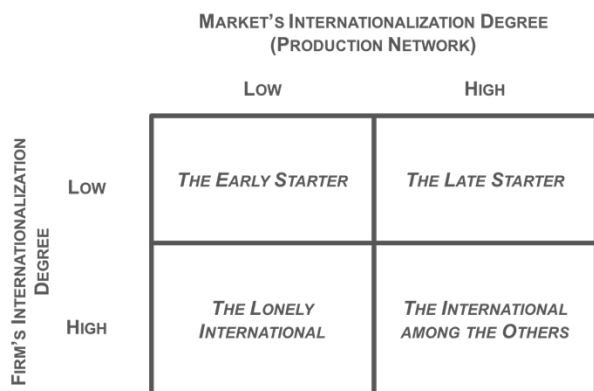 MARKET'S INTERNATIONALIZATION DEGREE
(PRODUCTION NETWORK)
LOW HIGH
FIRM'S INTERNATIONALIZATION
DEGREE
LOW
THE EARLY STARTER
THE LATE STARTER
HIGH
THE LONELY
INTERNATIONAL
THE INTERNATIONAL
AMONG THE OTHERS